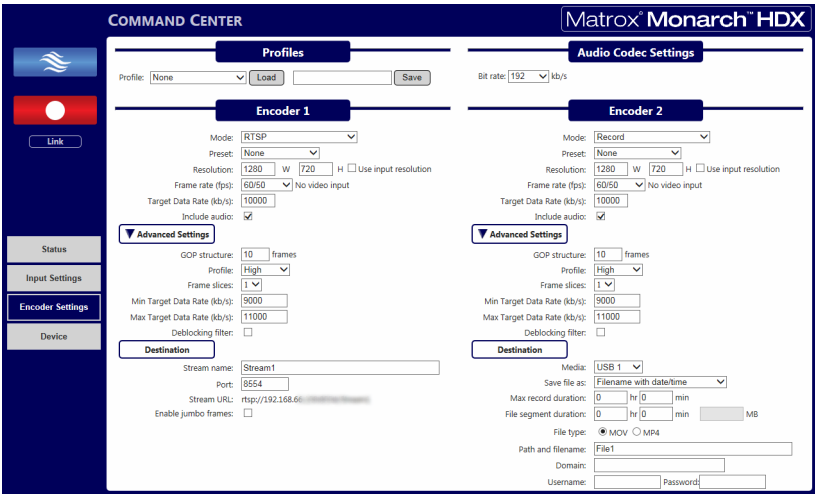 COMMAND CENTER
Matrox° Monarch™ HDX
Link
Status
Input Settings
Encoder Settings
Device
Profiles
Profile: None Load Save
Encoder 1
Mode: RTSP
Preset: None
Resolution: 1280 W 720 H Use input resolution
Frame rate (fps): 60/50 No video input
Target Data Rate (kb/s): 10000
Include audio:
Advanced Settings
GOP structure: 10 frames
Profile: High
Frame slices: 1
Min Target Data Rate (kb/s): 9000
Max Target Data Rate (kb/s): 11000
Deblocking filter:
Destination
Stream name: Stream1
Port: 8554
Stream URL: rtsp://192.168.66
Enable jumbo frames:
Audio Codec Settings
Bit rate: 192 kb/s
Encoder 2
Mode: Record
Preset: None
Resolution: 1280 W 720 H Use input resolution
Frame rate (fps): 60/50 No video input
Target Data Rate (kb/s): 10000
Include audio:
Advanced Settings
GOP structure: 10 frames
Profile: High
Frame slices: 1
Min Target Data Rate (kb/s): 9000
Max Target Data Rate (kb/s): 11000
Deblocking filter:
Destination
Media: USB 1
Save file as: Filename with date/time
Max record duration: 0 hr 0 min
File segment duration: 0 hr 0 min MB
File type: MOV MP4
Path and filename: File1
Domain:
Username: Password: